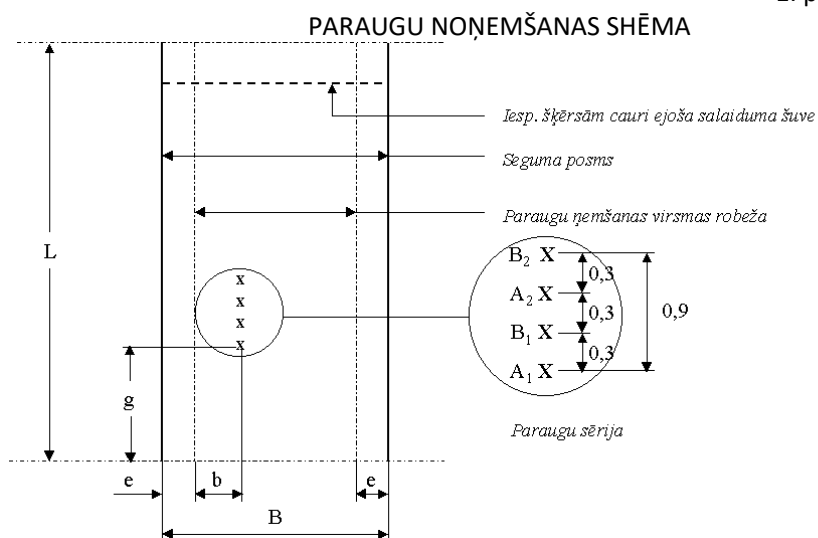 PARAUGU NOŅEMŠANAS SHĒMA
Iesp. šķērsām cauri ejoša salaiduma šuve
Seguma posms
Paraugu ņemšanas virsmas robeža
L
x
x
x
x
B2 X
0,3
A2 X
0,3
0,9
B1 X
0,3
A1 X
g
Paraugu sērija
e
b
e
B